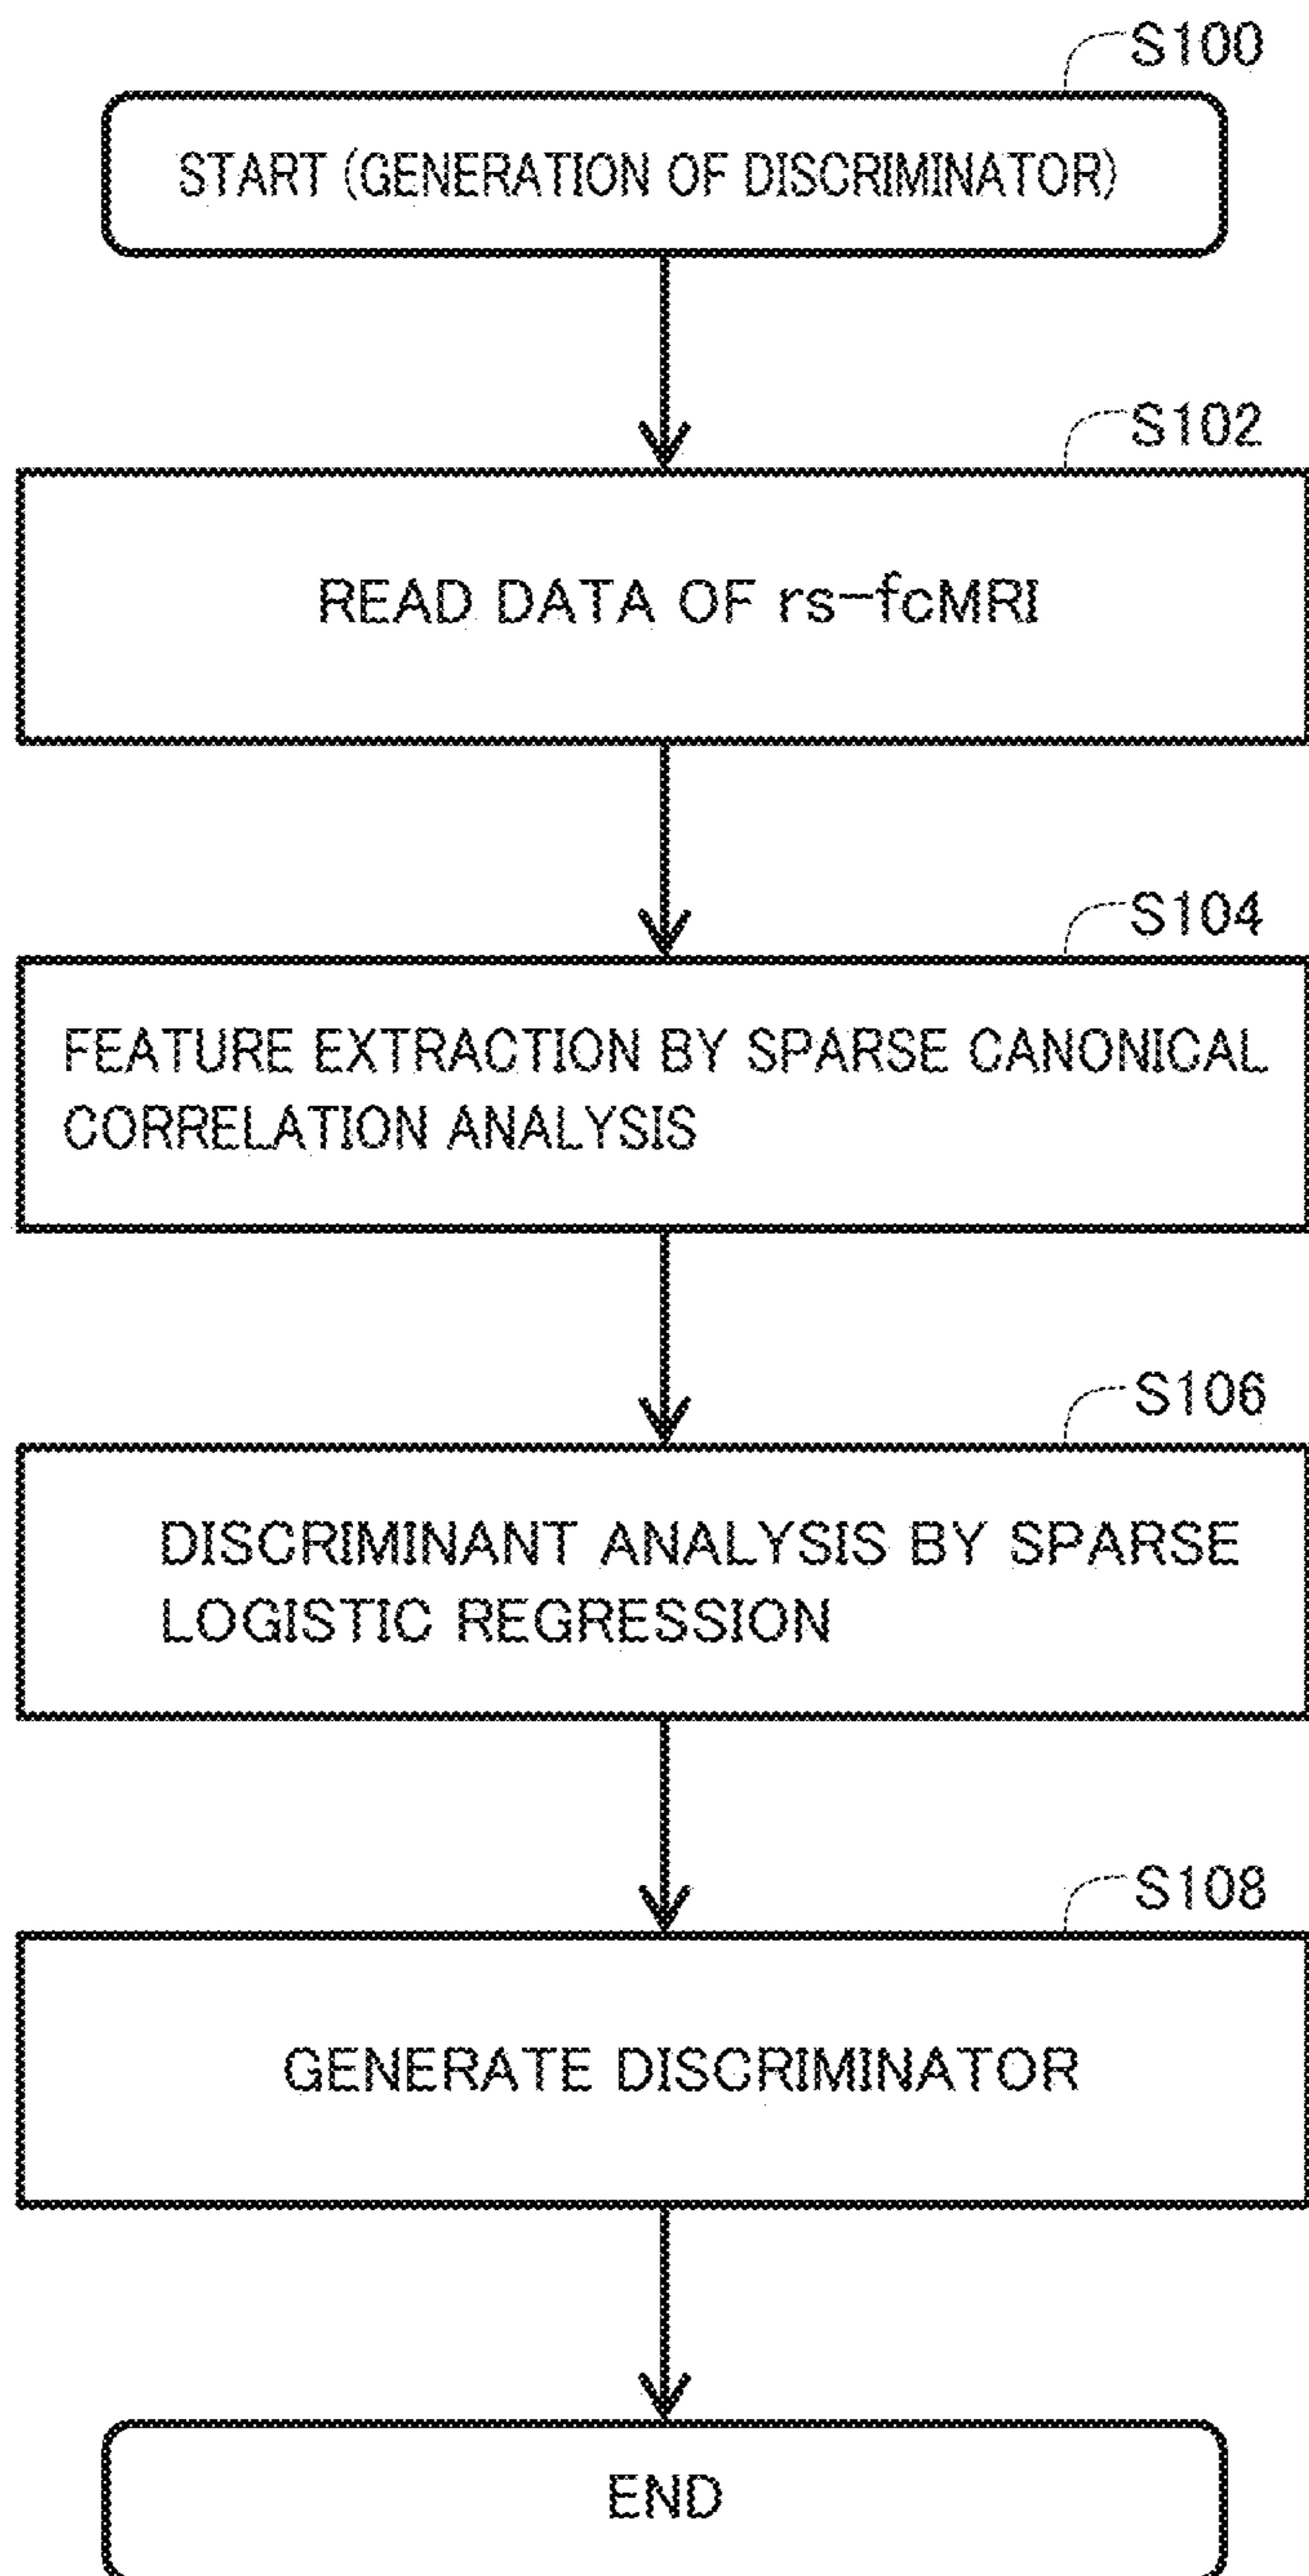 S100
START (GENERATION OF DISCRIMINATOR)
S102
READ DATA OF rs-fcMRI
S104
FEATURE EXTRACTION BY SPARSE CANONICAL
CORRELATION ANALYSIS
S106
DISCRIMINANT ANALYSIS BY SPARSE
LOGISTIC REGRESSION
S108
GENERATE DISCRIMINATOR
END